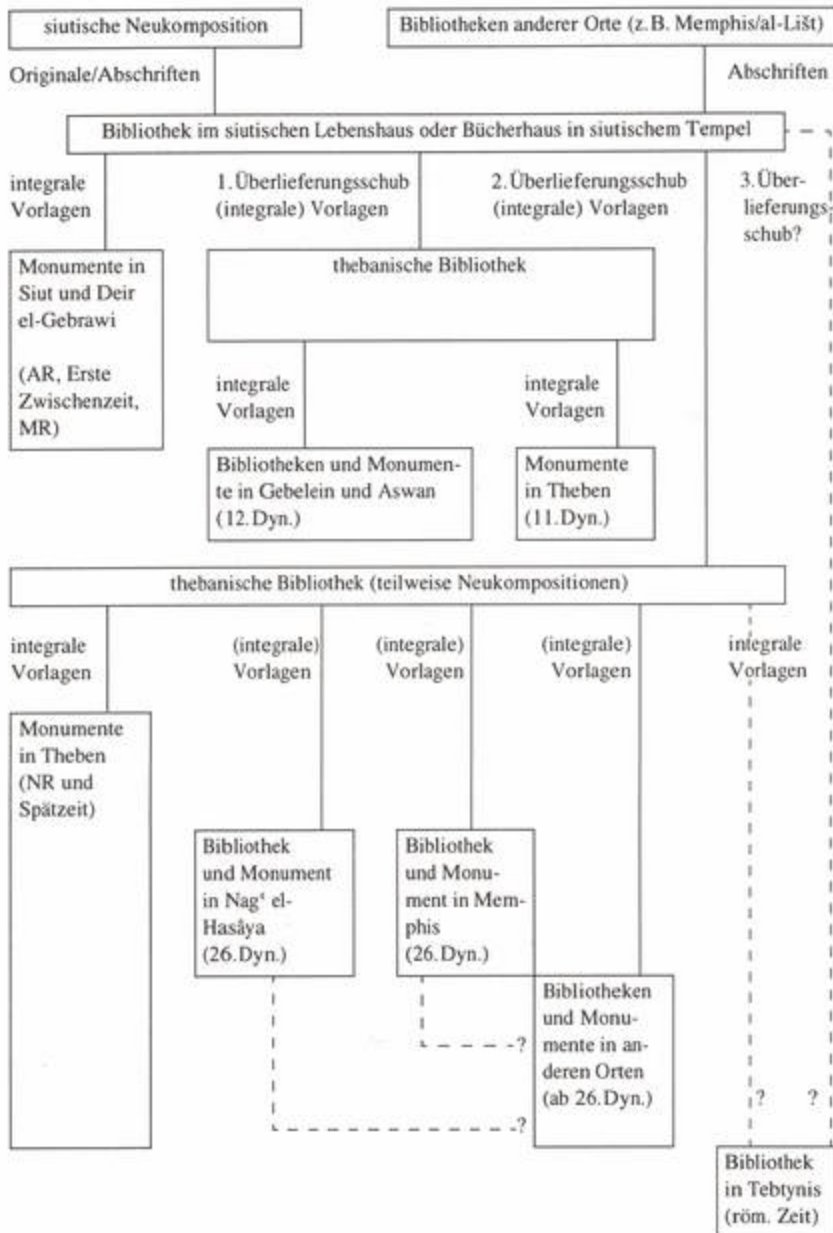 siutische Neukomposition
Bibliotheken anderer Orte (z.B. Memphis/al-Lišt)
Originale/Abschriften
Abschriften
Bibliothek im siutischen Lebenshaus oder Bücherhaus in siutischem Tempel
integrale
Vorlagen
1. Überlieferungsschub
(integrale) Vorlagen
2. Überlieferungsschub
(integrale) Vorlagen
3. Über-
lieferungs-
schub?
Monumente in
Siut und Deir
el-Gebrawi
(AR, Erste
Zwischenzeit,
MR)
thebanische Bibliothek
integrale
Vorlagen
integrale
Vorlagen
Bibliotheken und Monumen-
te in Gebelein und Aswan
(12. Dyn.)
Monumente
in Theben
(11. Dyn.)
thebanische Bibliothek (teilweise Neukompositionen)
integrale
Vorlagen
(integrale)
Vorlagen
(integrale)
Vorlagen
(integrale)
Vorlagen
integrale
Vorlagen
Monumente
in Theben
(NR und
Spätzeit)
Bibliothek
und Monument
in Nagʿ el-
Hasâya
(26. Dyn.)
Bibliothek
und Monu-
ment in Mem-
phis
(26. Dyn.)
Bibliotheken
und Monu-
mente in an-
deren Orten
(ab 26. Dyn.)
?
?
?
?
Bibliothek
in Tebtynis
(röm. Zeit)